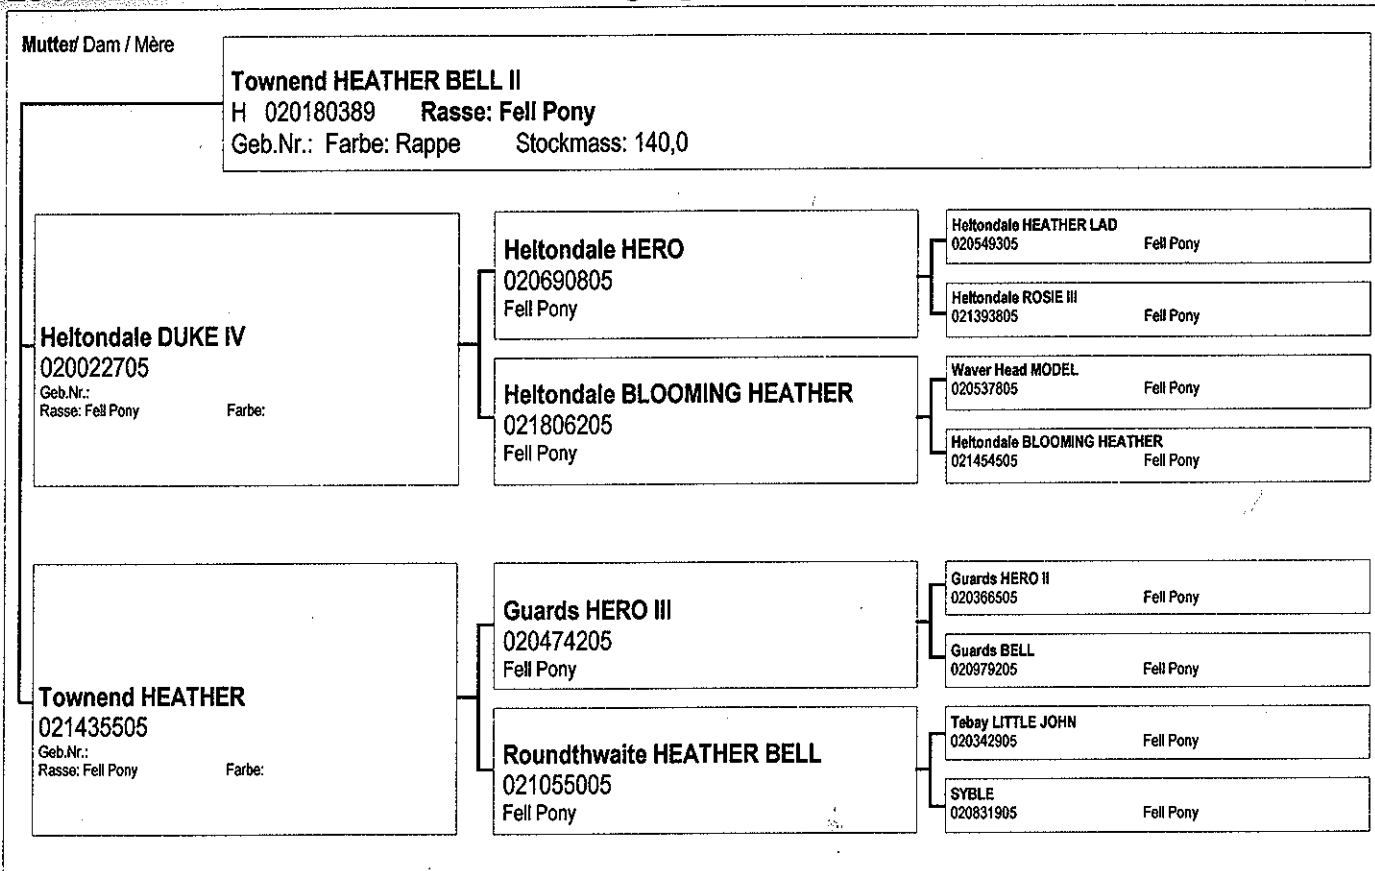 Mutter/ Dam / Mère
Townend HEATHER BELL II
H 020180389 Rasse: Fell Pony
Geb.Nr.: Farbe: Rappe Stockmass: 140,0
Heltondale DUKE IV
020022705
Geb.Nr.:
Rasse: Fell Pony Farbe:
Heltondale HERO
020690805
Fell Pony
Heltondale BLOOMING HEATHER
021806205
Fell Pony
Heltondale HEATHER LAD
020549305 Fell Pony
Heltondale ROSIE III
021393805 Fell Pony
Waver Head MODEL
020537805 Fell Pony
Heltondale BLOOMING HEATHER
021454505 Fell Pony
Townend HEATHER
021435505
Geb.Nr.:
Rasse: Fell Pony Farbe:
Guards HERO III
020474205
Fell Pony
Roundthwaite HEATHER BELL
021055005
Fell Pony
Guards HERO II
020366505 Fell Pony
Guards BELL
020979205 Fell Pony
Tebay LITTLE JOHN
020342905 Fell Pony
SYBLE
020831905 Fell Pony